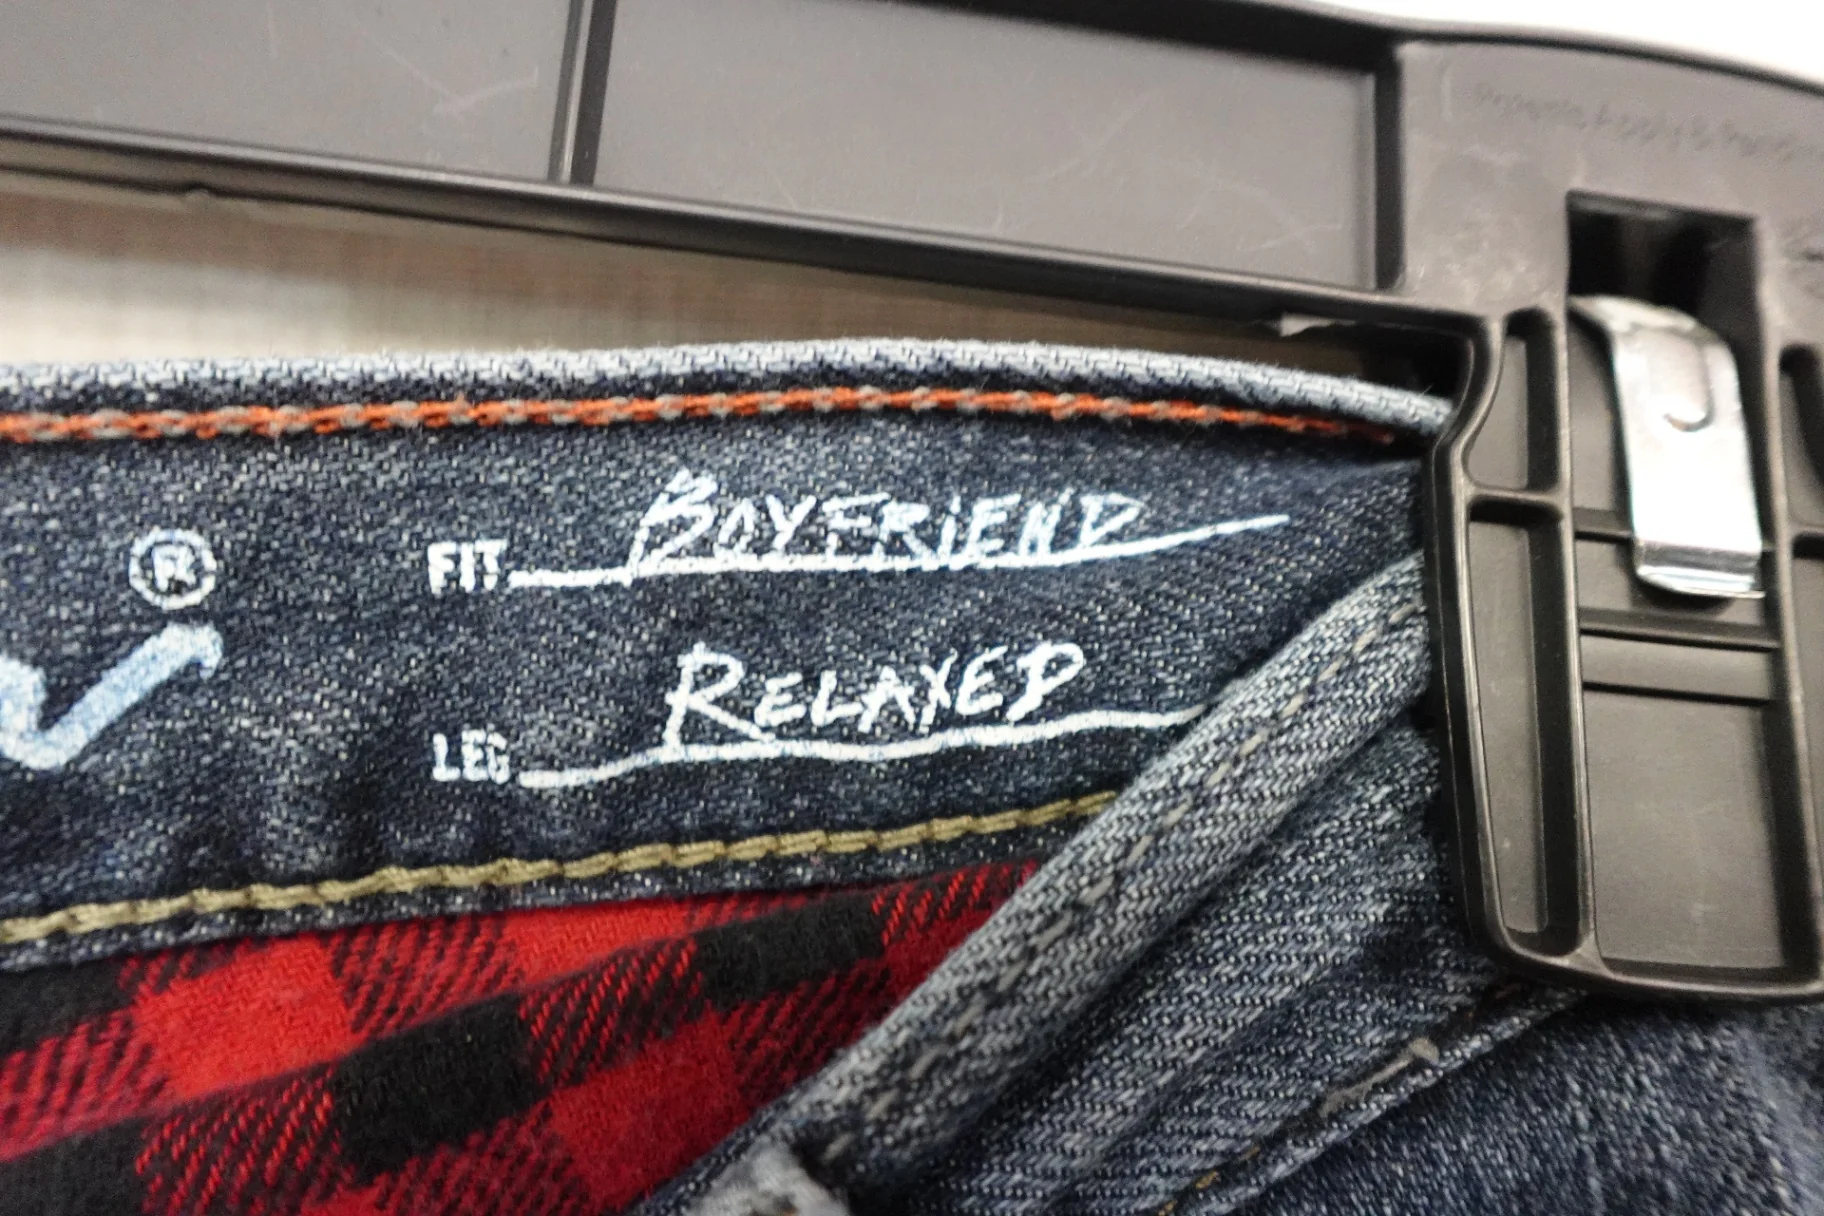 ®
FIT BOYFRIEND
LEG RELAXED